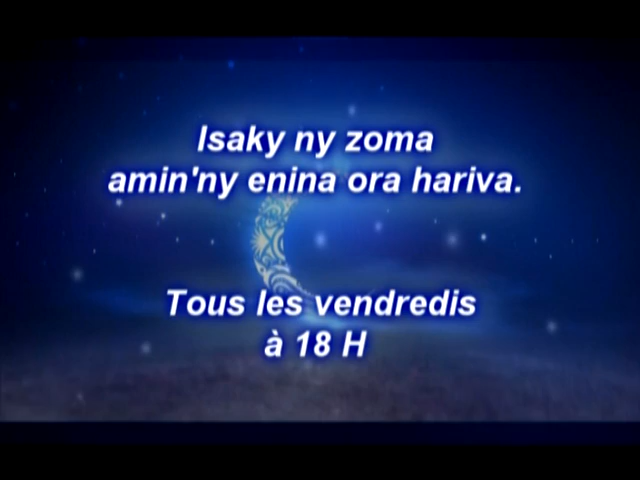 Isaky ny zoma
amin'ny enina ora hariva.
Tous les vendredis
à 18 H